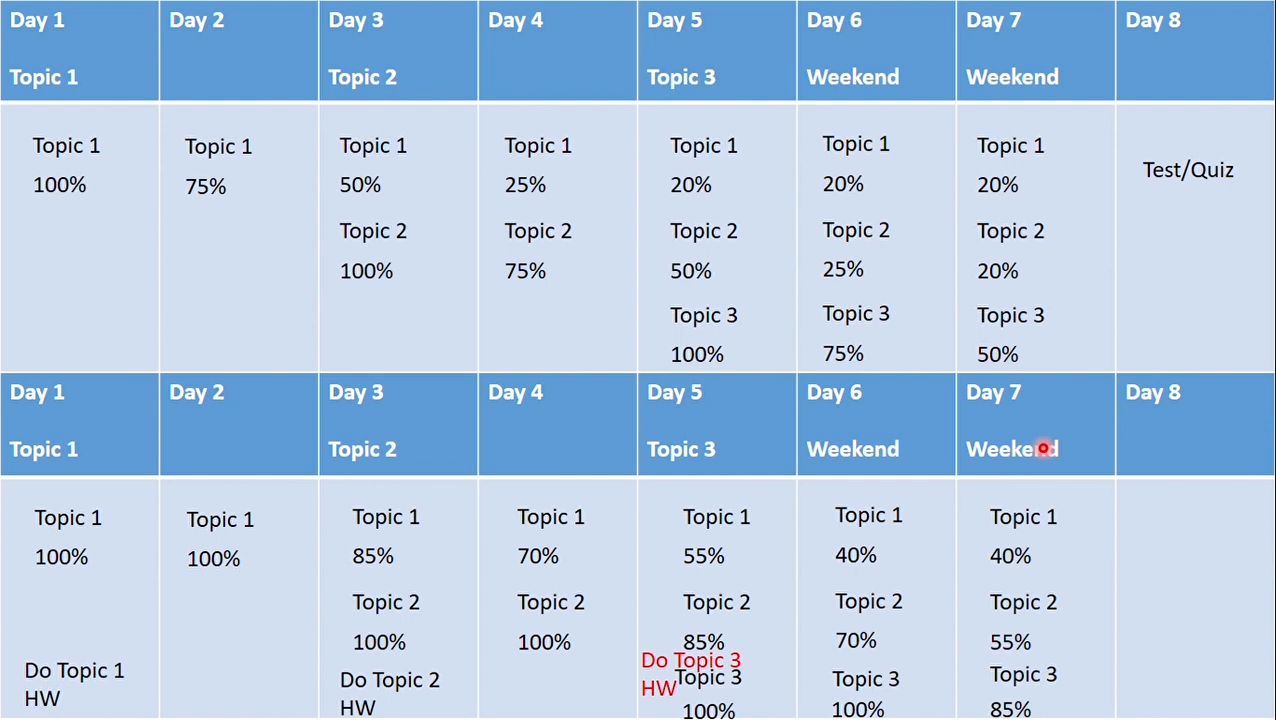 Day 1
Topic 1
Day 2
Day 3
Topic 2
Day 4
Day 5
Topic 3
Day 6
Weekend
Day 7
Weekend
Day 8
Topic 1
100%
Topic 1
75%
Topic 1
50%
Topic 2
100%
Topic 1
25%
Topic 2
75%
Topic 1
20%
Topic 2
50%
Topic 3
100%
Topic 1
20%
Topic 2
25%
Topic 3
75%
Topic 1
20%
Topic 2
20%
Topic 3
50%
Test/Quiz
Day 1
Topic 1
Day 2
Day 3
Topic 2
Day 4
Day 5
Topic 3
Day 6
Weekend
Day 7
Weekend
Day 8
Topic 1
100%
Do Topic 1
HW
Topic 1
100%
Topic 1
85%
Topic 2
100%
Do Topic 2
HW
Topic 1
70%
Topic 2
100%
Topic 1
55%
Topic 2
85%
Do Topic 3
HW
Topic 3
100%
Topic 1
40%
Topic 2
70%
Topic 3
100%
Topic 1
40%
Topic 2
55%
Topic 3
85%